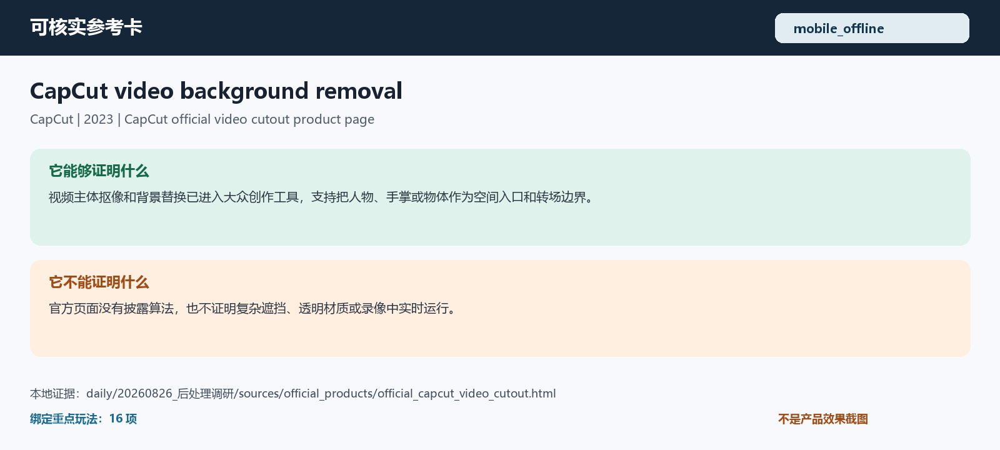 可核实参考卡
mobile_offline
CapCut video background removal
CapCut | 2023 | CapCut official video cutout product page
它能够证明什么
视频主体抠像和背景替换已进入大众创作工具，支持把人物、手掌或物体作为空间入口和转场边界。
它不能证明什么
官方页面没有披露算法，也不证明复杂遮挡、透明材质或录像中实时运行。
本地证据：daily/20260826_后处理调研/sources/official_products/official_capcut_video_cutout.html
绑定重点玩法：16 项
不是产品效果截图